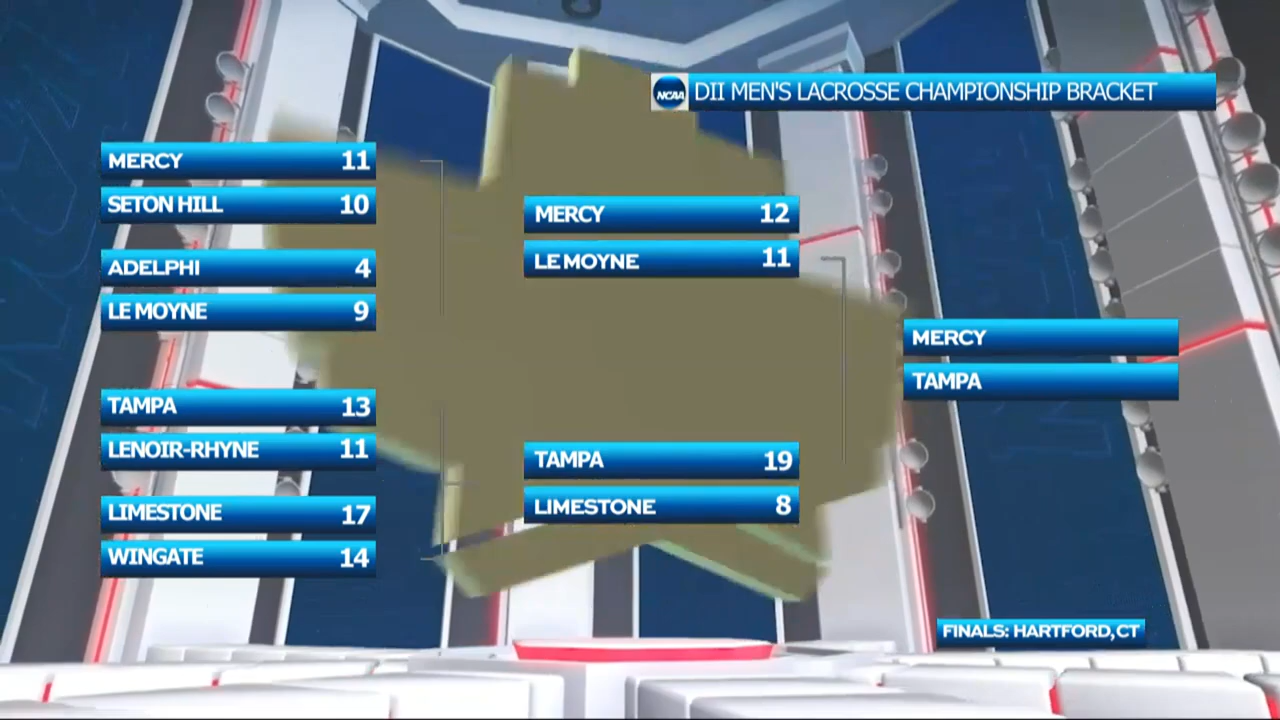 NCAA DII MEN'S LACROSSE CHAMPIONSHIP BRACKET
MERCY 11
SETON HILL 10
ADELPHI 4
LE MOYNE 9
TAMPA 13
LENOIR-RHYNE 11
LIMESTONE 17
WINGATE 14
MERCY 12
LE MOYNE 11
TAMPA 19
LIMESTONE 8
MERCY
TAMPA
FINALS: HARTFORD, CT